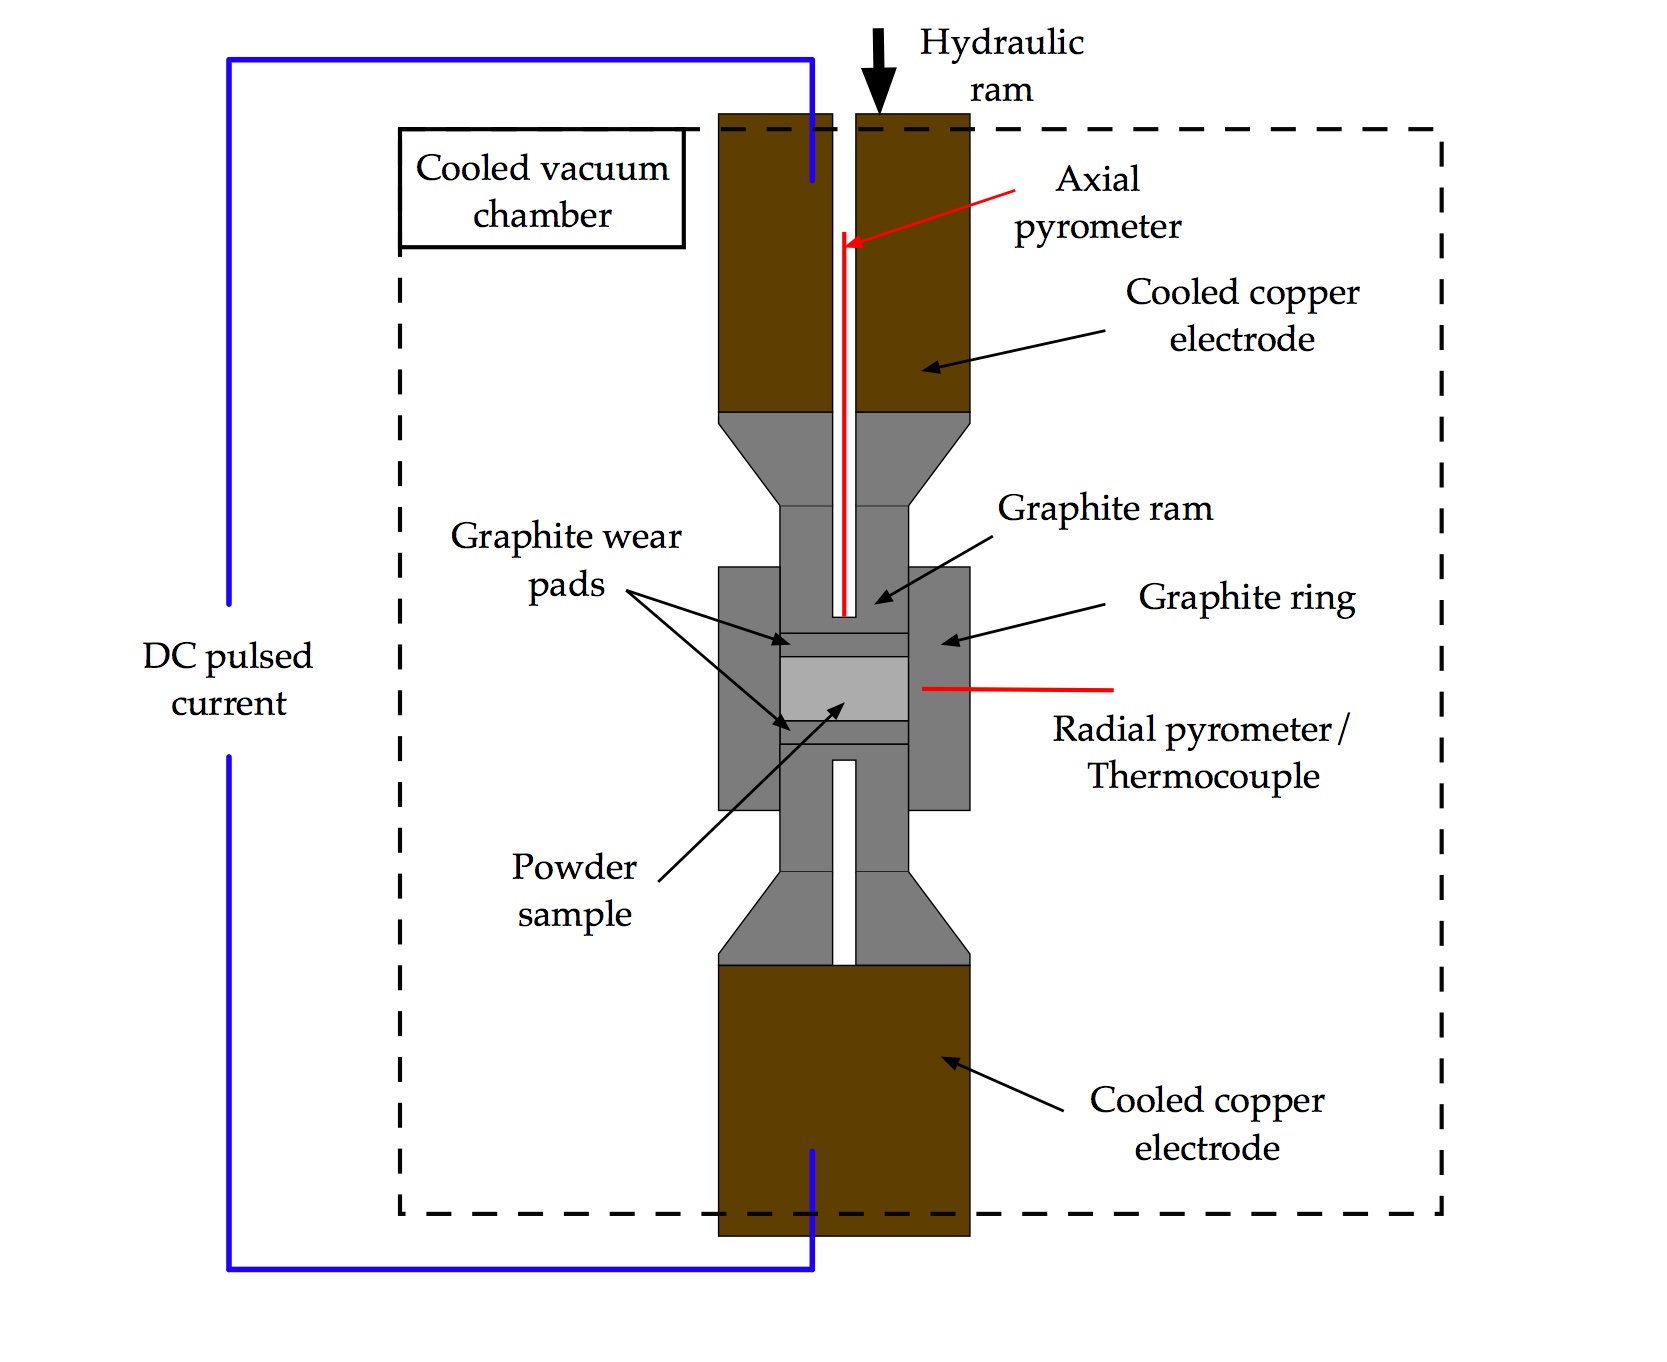 Hydraulic
ram
Cooled vacuum
chamber
Axial
pyrometer
Cooled copper
electrode
Graphite ram
Graphite wear
pads
Graphite ring
DC pulsed
current
Radial pyrometer/
Thermocouple
Powder
sample
Cooled copper
electrode